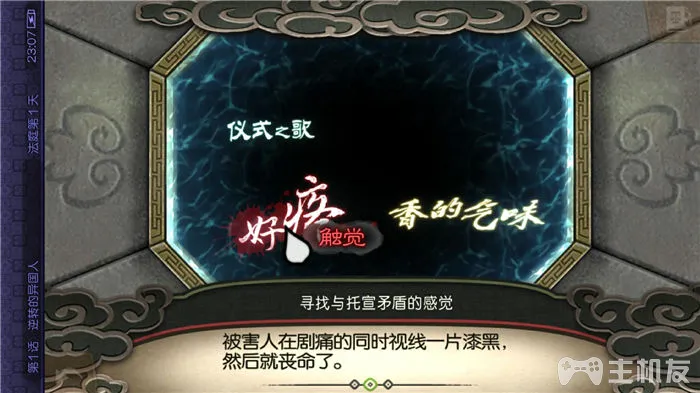 23:07
法庭第1天
第1话 逆转的异国人
仪式之歌
好疼
触觉
香的气味
寻找与托宣矛盾的感觉
被害人在剧痛的同时视线一片漆黑，
然后就丧命了。
主机友